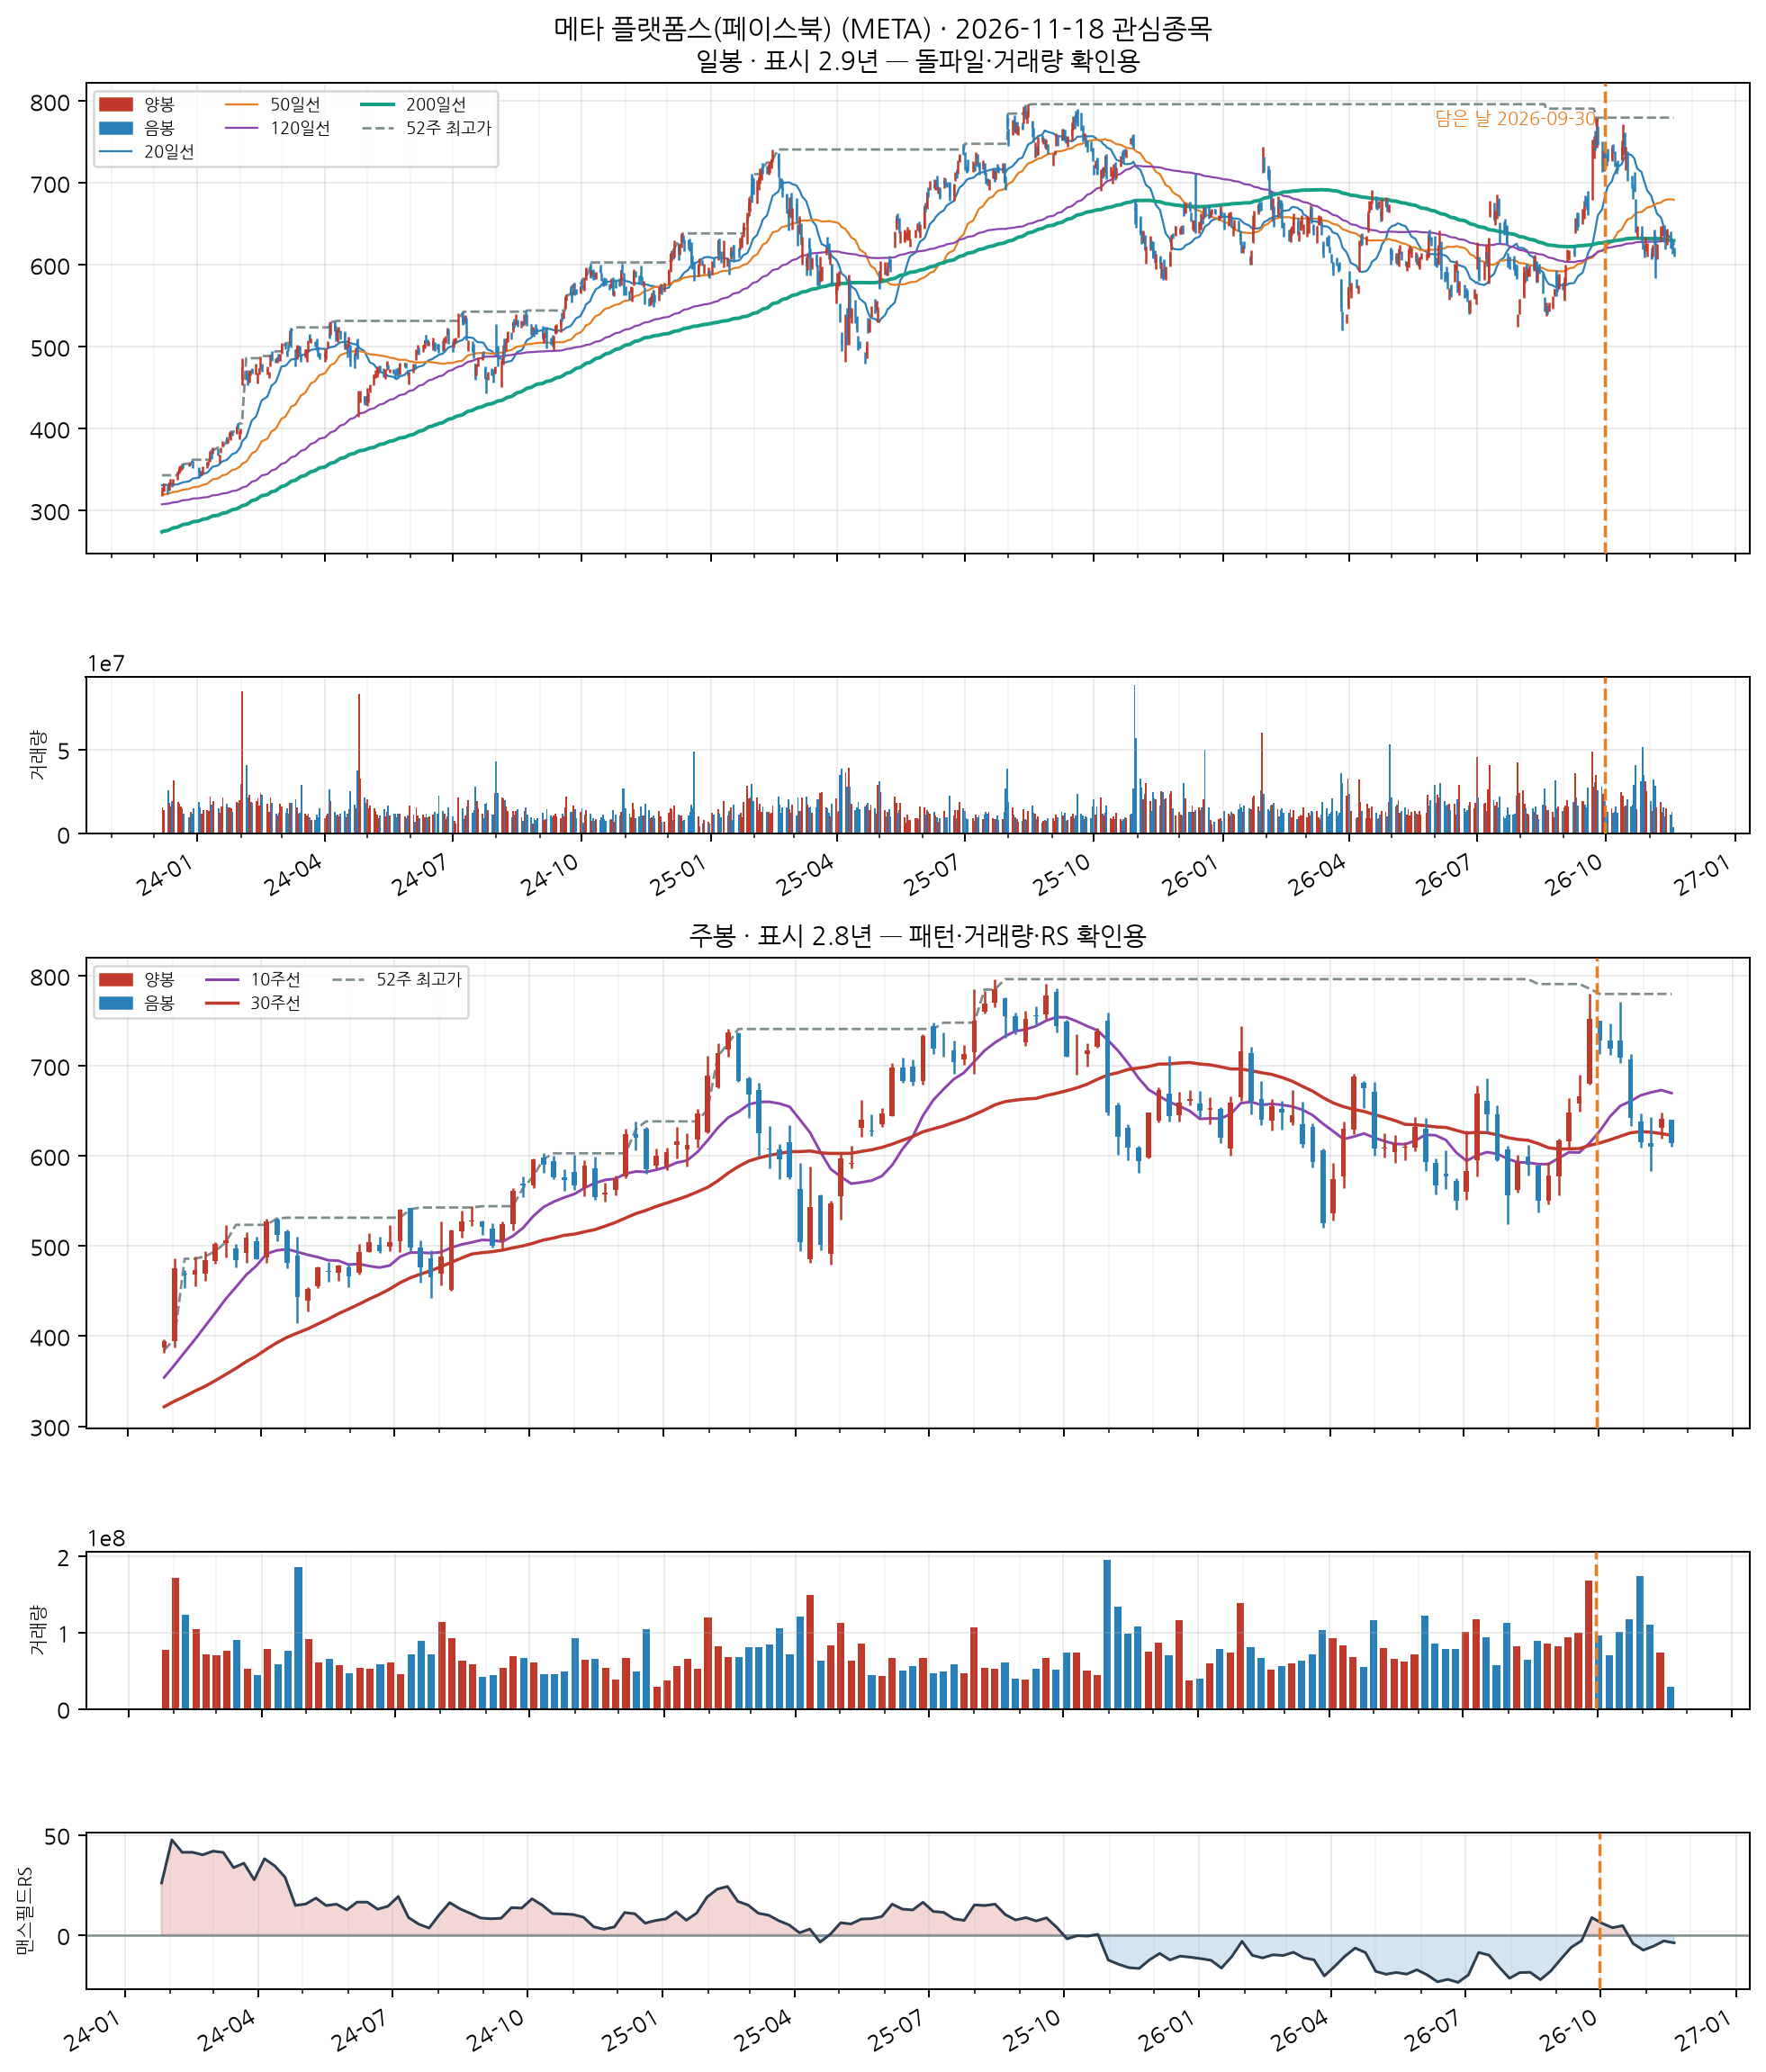 메타 플랫폼스(페이스북) (META) · 2026-11-18 관심종목
일봉 · 표시 2.9년 — 돌파일·거래량 확인용
양봉
음봉
20일선
50일선
120일선
200일선
52주 최고가
담은 날 2026-09-30
800
700
600
500
400
300
1e7
거래량
5
0
24-01
24-04
24-07
24-10
25-01
25-04
25-07
25-10
26-01
26-04
26-07
26-10
27-01
주봉 · 표시 2.8년 — 패턴·거래량·RS 확인용
양봉
음봉
10주선
30주선
52주 최고가
800
700
600
500
400
300
1e8
거래량
2
1
0
맨스필드RS
50
0
24-01
24-04
24-07
24-10
25-01
25-04
25-07
25-10
26-01
26-04
26-07
26-10
27-01